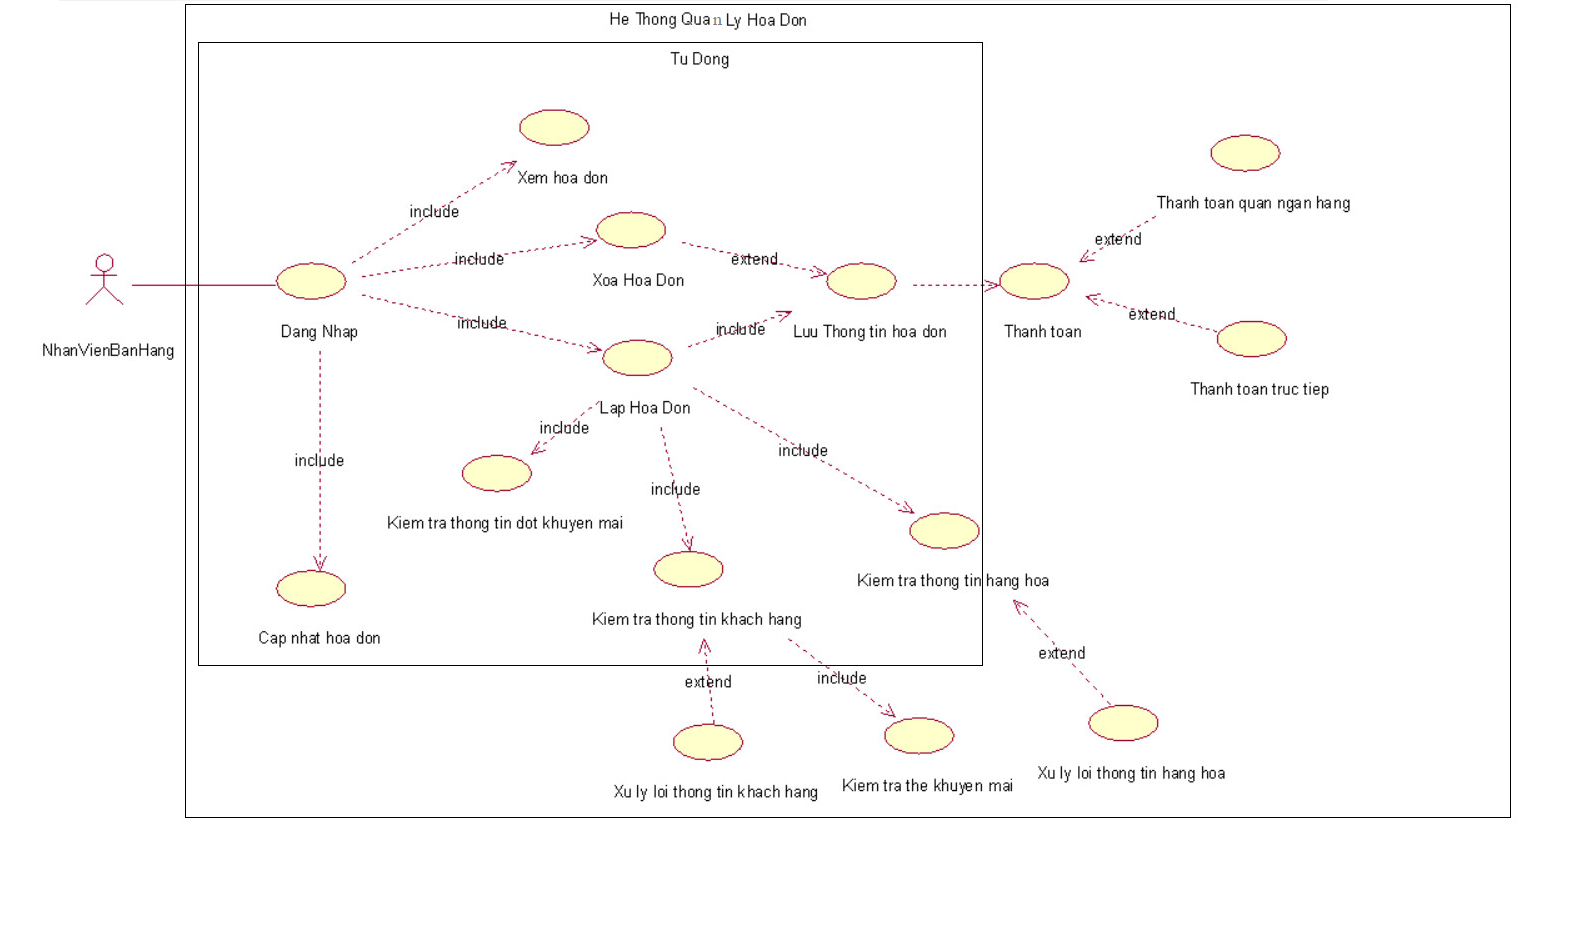 He Thong Quan Ly Hoa Don
Tu Dong
Xem hoa don
include
Thanh toan quan ngan hang
extend
include
Xoa Hoa Don
extend
NhanVienBanHang
Dang Nhap
include
include
Luu Thong tin hoa don
Thanh toan
extend
Thanh toan truc tiep
Lap Hoa Don
include
include
include
include
Kiem tra thong tin dot khuyen mai
Kiem tra thong tin hang hoa
Kiem tra thong tin khach hang
Cap nhat hoa don
extend
include
extend
Xu ly loi thong tin khach hang
Kiem tra the khuyen mai
Xu ly loi thong tin hang hoa